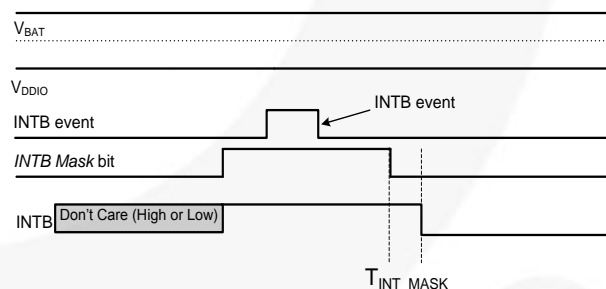 VBAT
VDDIO
INTB event
INTB event
INTB Mask bit
INTB
Don't Care (High or Low)
TINT_MASK